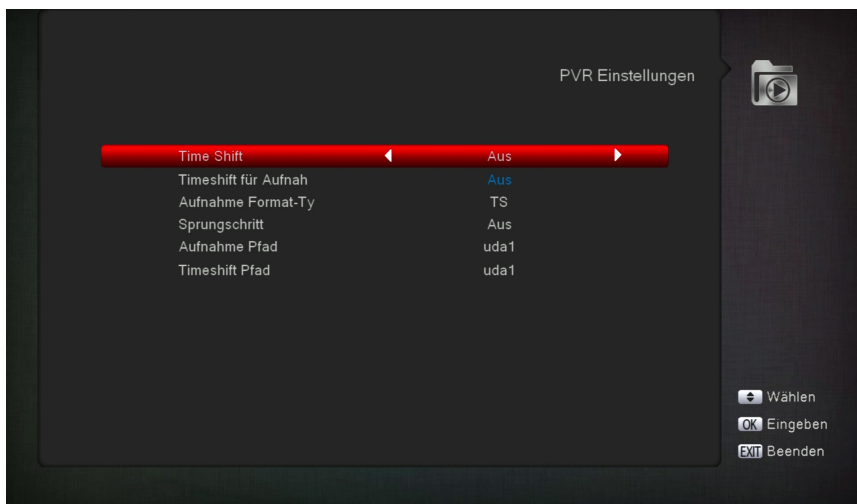 PVR Einstellungen
Time Shift Aus
Timeshift für Aufnah Aus
Aufnahme Format-Ty TS
Sprungschritt Aus
Aufnahme Pfad uda1
Timeshift Pfad uda1
Wählen
OK Eingeben
EXIT Beenden